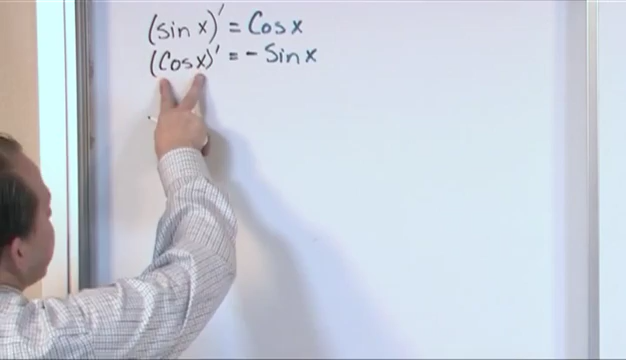 (sin x)' = Cos x
(Cos x)' = - Sin x